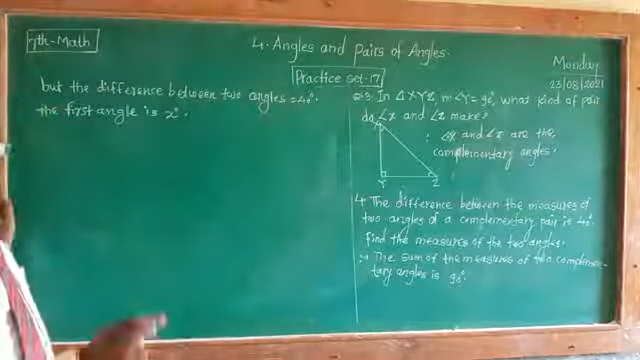 7th-Math
4. Angles and Pairs of Angles.
Practice set-17
Monday
23/08/2021
but the difference between two angles = 40°.
the first angle is x°.
Q.3. In △XYZ, m∠Y= 90°, What kind of pair
do ∠x and ∠z make?
X
∴ ∠x and ∠z are the
complementary angles.
Y
Z
4. The difference between the measures of
two angles of a complementary pair is 40°.
Find the measures of the two angles.
:→ The sum of the measures of two complemen-
tary angles is 90°.